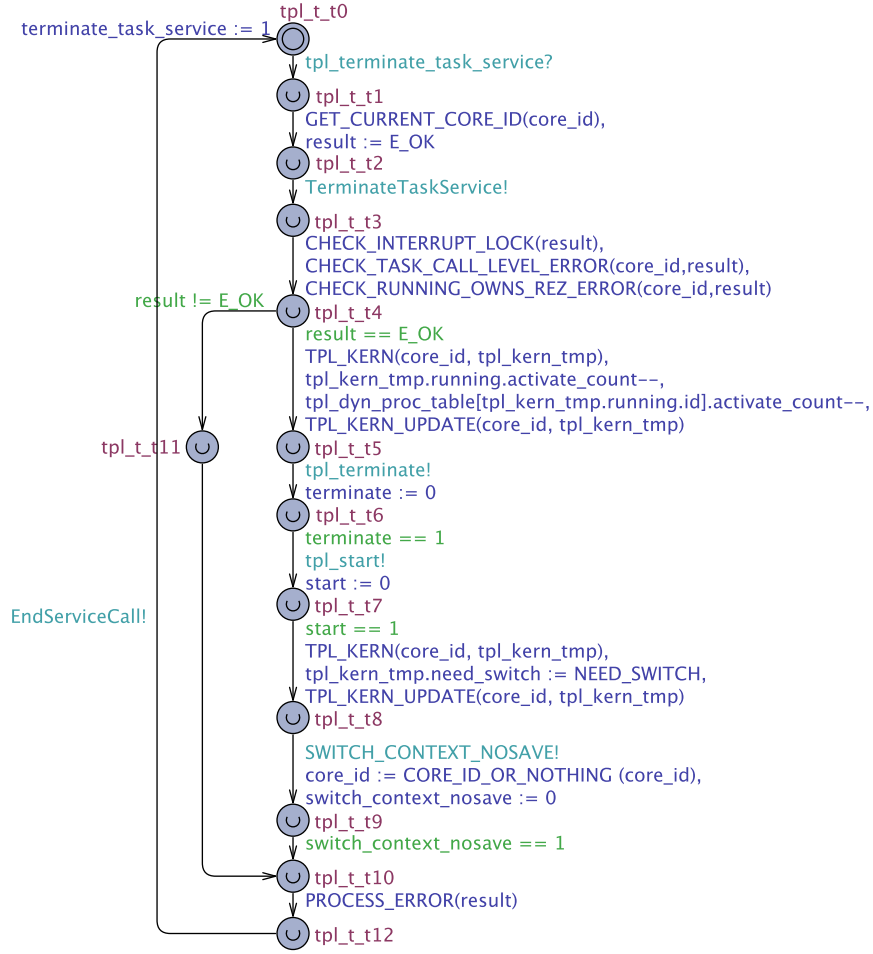 tpl_t_t0
terminate_task_service := 1
tpl_terminate_task_service?
tpl_t_t1
GET_CURRENT_CORE_ID(core_id),
result := E_OK
tpl_t_t2
TerminateTaskService!
tpl_t_t3
CHECK_INTERRUPT_LOCK(result),
CHECK_TASK_CALL_LEVEL_ERROR(core_id,result),
CHECK_RUNNING_OWNS_REZ_ERROR(core_id,result)
result != E_OK
tpl_t_t4
result == E_OK
TPL_KERN(core_id, tpl_kern_tmp),
tpl_kern_tmp.running.activate_count--,
tpl_dyn_proc_table[tpl_kern_tmp.running.id].activate_count--,
TPL_KERN_UPDATE(core_id, tpl_kern_tmp)
tpl_t_t11
tpl_t_t5
tpl_terminate!
terminate := 0
tpl_t_t6
terminate == 1
tpl_start!
start := 0
tpl_t_t7
EndServiceCall!
start == 1
TPL_KERN(core_id, tpl_kern_tmp),
tpl_kern_tmp.need_switch := NEED_SWITCH,
TPL_KERN_UPDATE(core_id, tpl_kern_tmp)
tpl_t_t8
SWITCH_CONTEXT_NOSAVE!
core_id := CORE_ID_OR_NOTHING (core_id),
switch_context_nosave := 0
tpl_t_t9
switch_context_nosave == 1
tpl_t_t10
PROCESS_ERROR(result)
tpl_t_t12